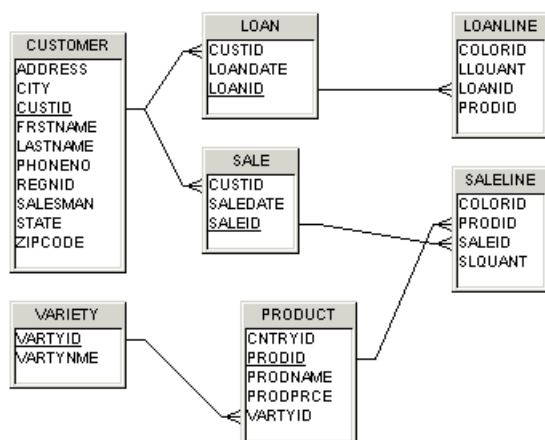 CUSTOMER
ADDRESS
CITY
CUSTID
FRSTNAME
LASTNAME
PHONENO
REGNID
SALESMAN
STATE
ZIPCODE
LOAN
CUSTID
LOANDATE
LOANID
LOANLINE
COLORID
LLQUANT
LOANID
PRODID
SALE
CUSTID
SALEDATE
SALEID
SALELINE
COLORID
PRODID
SALEID
SLQUANT
VARIETY
VARTYID
VARTYNME
PRODUCT
CNTRYID
PRODID
PRODNAME
PRODPRCE
VARTYID